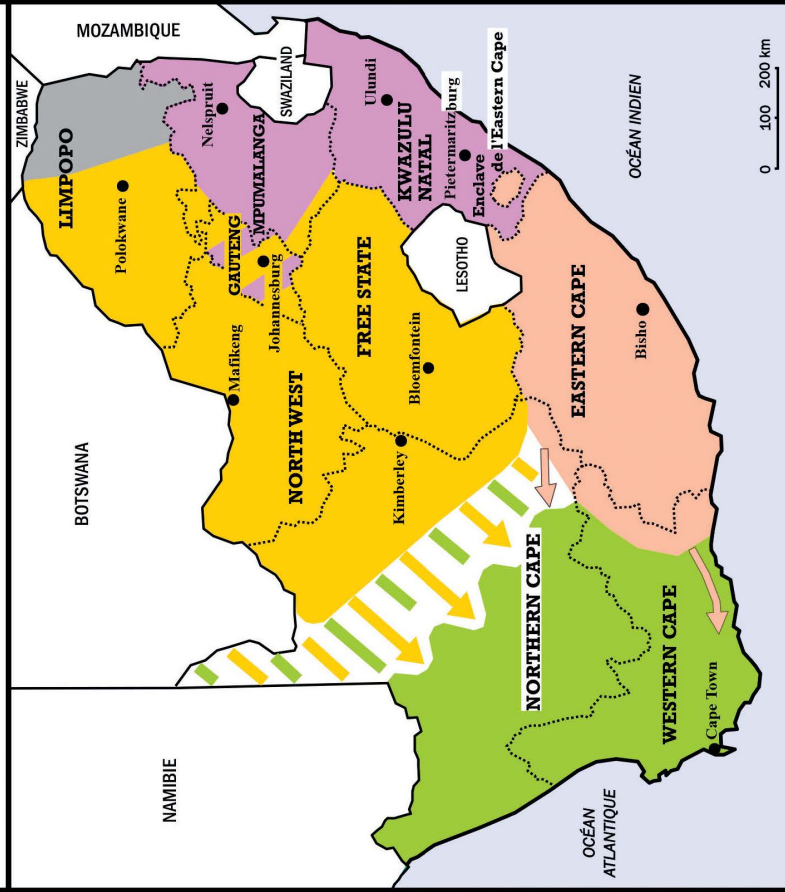 ZIMBABWE
MOZAMBIQUE
LIMPOPO
Polokwane
Nelspruit
MPUMALANGA
SWAZILAND
BOTSWANA
GAUTENG
Johannesburg
Mafikeng
NORTH WEST
FREE STATE
Bloemfontein
Kimberley
Ulundi
KWAZULU
NATAL
Pietermaritzburg
Enclave
de l'Eastern Cape
LESOTHO
NAMIBIE
NORTHERN CAPE
EASTERN CAPE
Bisho
WESTERN CAPE
Cape Town
OCÉAN
ATLANTIQUE
OCÉAN INDIEN
0 100 200 km